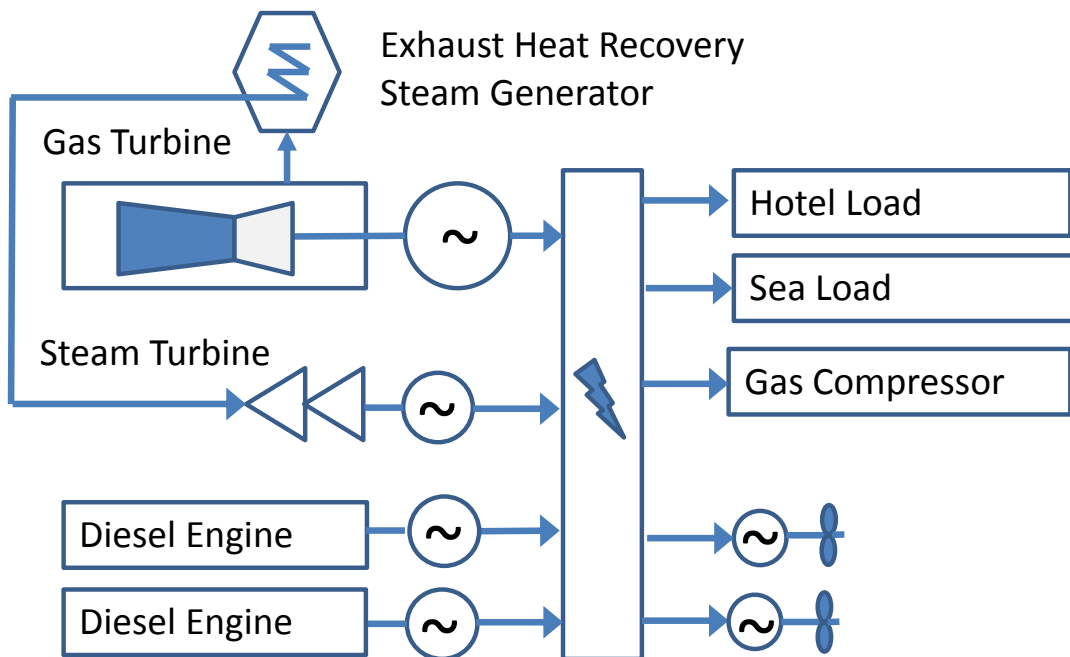 Exhaust Heat Recovery
Steam Generator
Gas Turbine
~
Hotel Load
Sea Load
Steam Turbine
~
Gas Compressor
Diesel Engine
~
~
Diesel Engine
~
~